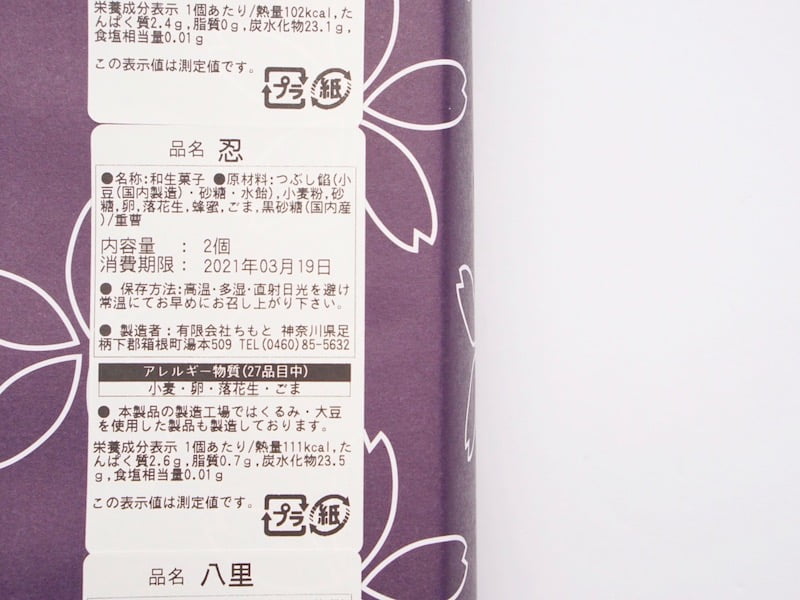 栄養成分表示 1個あたり/熱量102kcal,た
んぱく質2.4g,脂質0g,炭水化物23.1g,
食塩相当量0.01g
この表示値は測定値です。
プラ 紙
品名 忍
●名称:和生菓子 ●原材料:つぶし餡(小
豆(国内製造)・砂糖・水飴),小麦粉,砂
糖,卵,落花生,蜂蜜,ごま,黒砂糖(国内産
)/重曹
内容量 : 2個
消費期限: 2021年03月19日
● 保存方法:高温・多湿・直射日光を避け
常温にてお早めにお召し上がり下さい。
● 製造者:有限会社ちもと 神奈川県足
柄下郡箱根町湯本509 TEL(0460)85-5632
アレルギー物質(27品目中)
小麦・卵・落花生・ごま
● 本製品の製造工場ではくるみ・大豆
を使用した製品も製造しております。
栄養成分表示 1個あたり/熱量111kcal,た
んぱく質2.6g,脂質0.7g,炭水化物23.5
g,食塩相当量0.01g
この表示値は測定値です。
プラ 紙
品名 八里